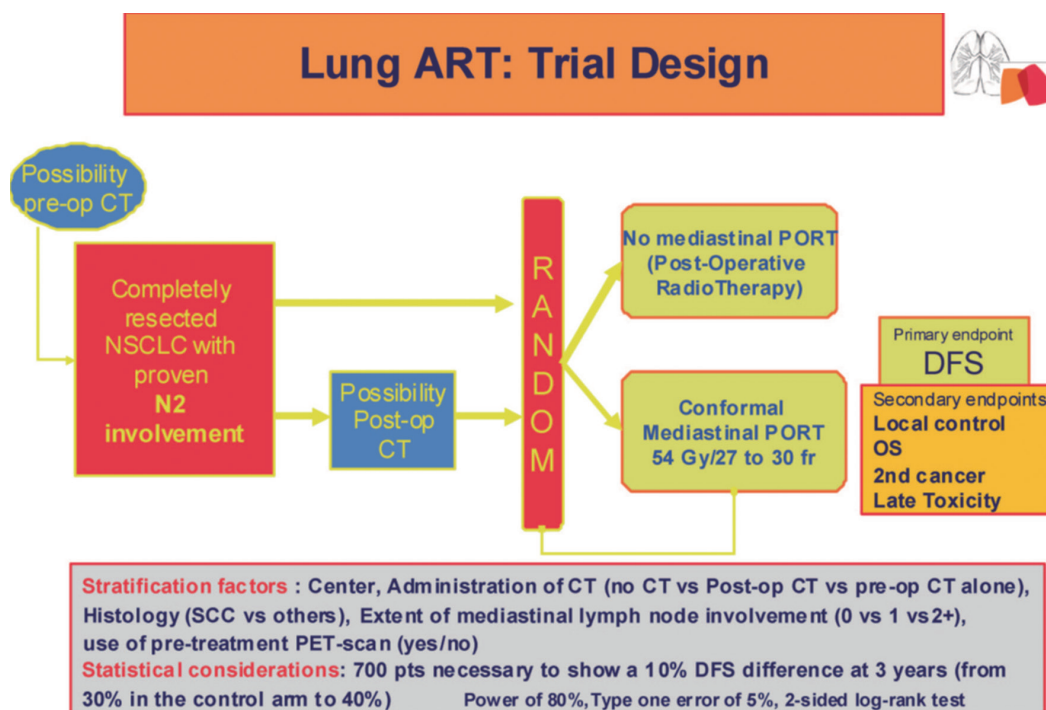 Lung ART: Trial Design
Possibility
pre-op CT
Completely
resected
NSCLC with
proven
N2
involvement
Possibility
Post-op
CT
RANDOM
No mediastinal PORT
(Post-Operative
RadioTherapy)
Conformal
Mediastinal PORT
54 Gy/27 to 30 fr
Primary endpoint
DFS
Secondary endpoints
Local control
OS
2nd cancer
Late Toxicity
Stratification factors : Center, Administration of CT (no CT vs Post-op CT vs pre-op CT alone),
Histology (SCC vs others), Extent of mediastinal lymph node involvement (0 vs 1 vs2+),
use of pre-treatment PET-scan (yes/no)
Statistical considerations: 700 pts necessary to show a 10% DFS difference at 3 years (from
30% in the control arm to 40%) Power of 80%, Type one error of 5%, 2-sided log-rank test